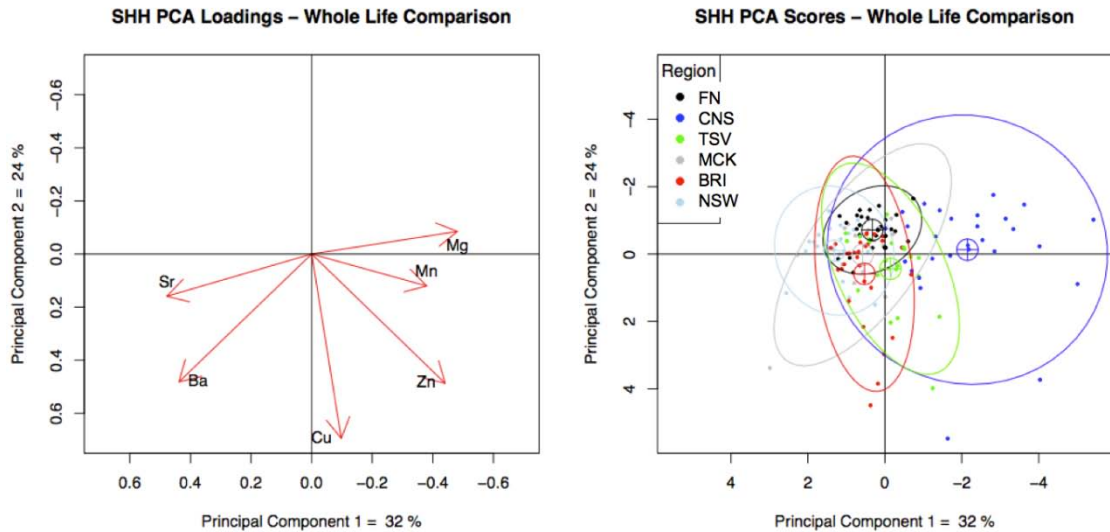 SHH PCA Loadings – Whole Life Comparison
Principal Component 2 = 24 %
−0.6
−0.4
−0.2
0.0
0.2
0.4
0.6
Mg
Mn
Sr
Ba
Zn
Cu
0.6 0.4 0.2 0.0 −0.2 −0.4 −0.6
Principal Component 1 = 32 %
SHH PCA Scores – Whole Life Comparison
Principal Component 2 = 24 %
−4
−2
0
2
4
Region
FN
CNS
TSV
MCK
BRI
NSW
4 2 0 −2 −4
Principal Component 1 = 32 %